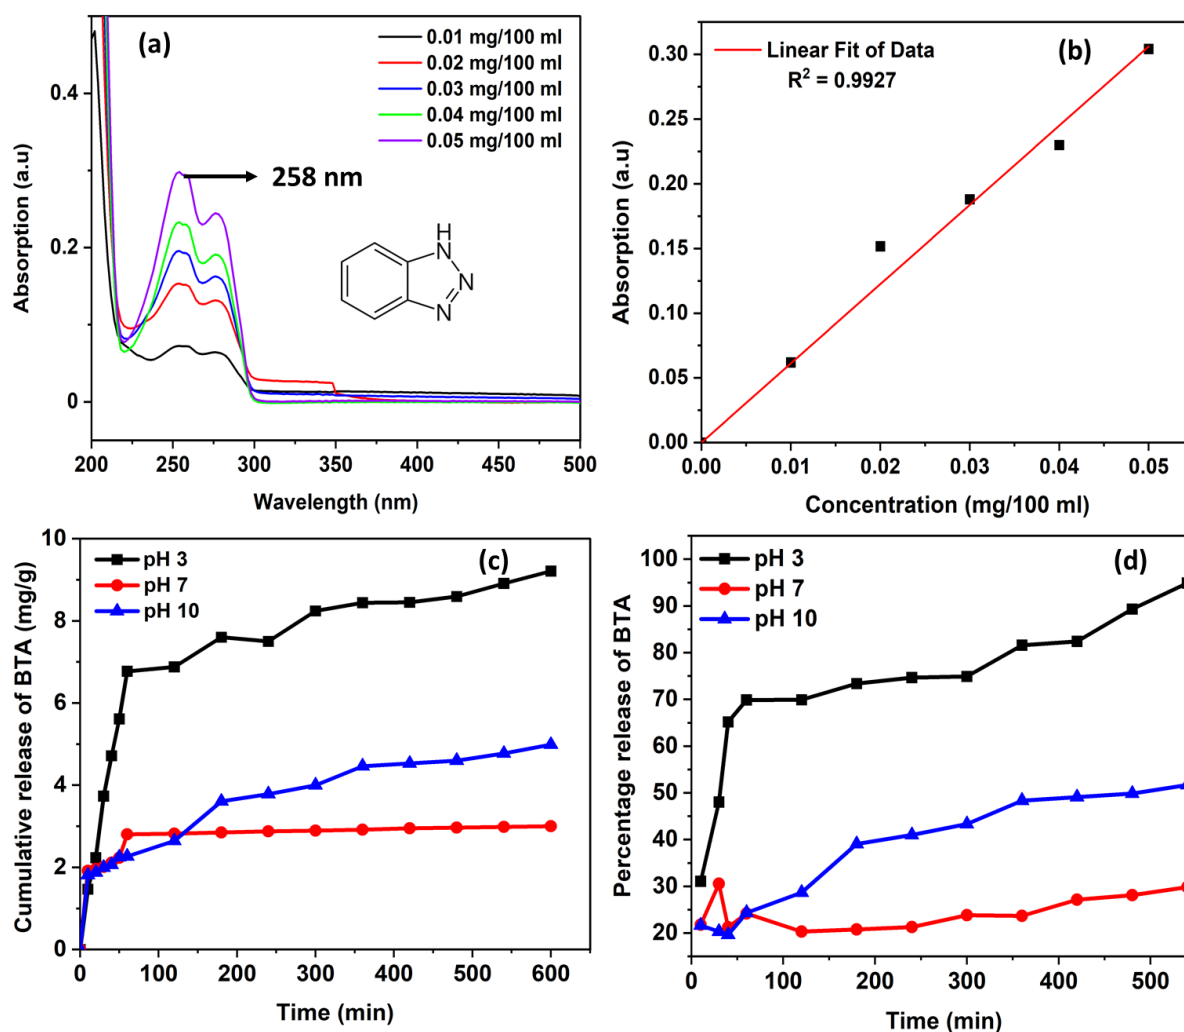 (a)
0.01 mg/100 ml
0.02 mg/100 ml
0.03 mg/100 ml
0.04 mg/100 ml
0.05 mg/100 ml
258 nm
H
N
N
N
0.4
0.2
0
Absorption (a.u)
200 250 300 350 400 450 500
Wavelength (nm)
(b)
Linear Fit of Data
R² = 0.9927
0.30
0.25
0.20
0.15
0.10
0.05
0.00
Absorption (a.u)
0.00 0.01 0.02 0.03 0.04 0.05
Concentration (mg/100 ml)
(c)
pH 3
pH 7
pH 10
10
8
6
4
2
0
Cumulative release of BTA (mg/g)
0 100 200 300 400 500 600
Time (min)
(d)
pH 3
pH 7
pH 10
100
90
80
70
60
50
40
30
20
Percentage release of BTA
0 100 200 300 400 500
Time (min)